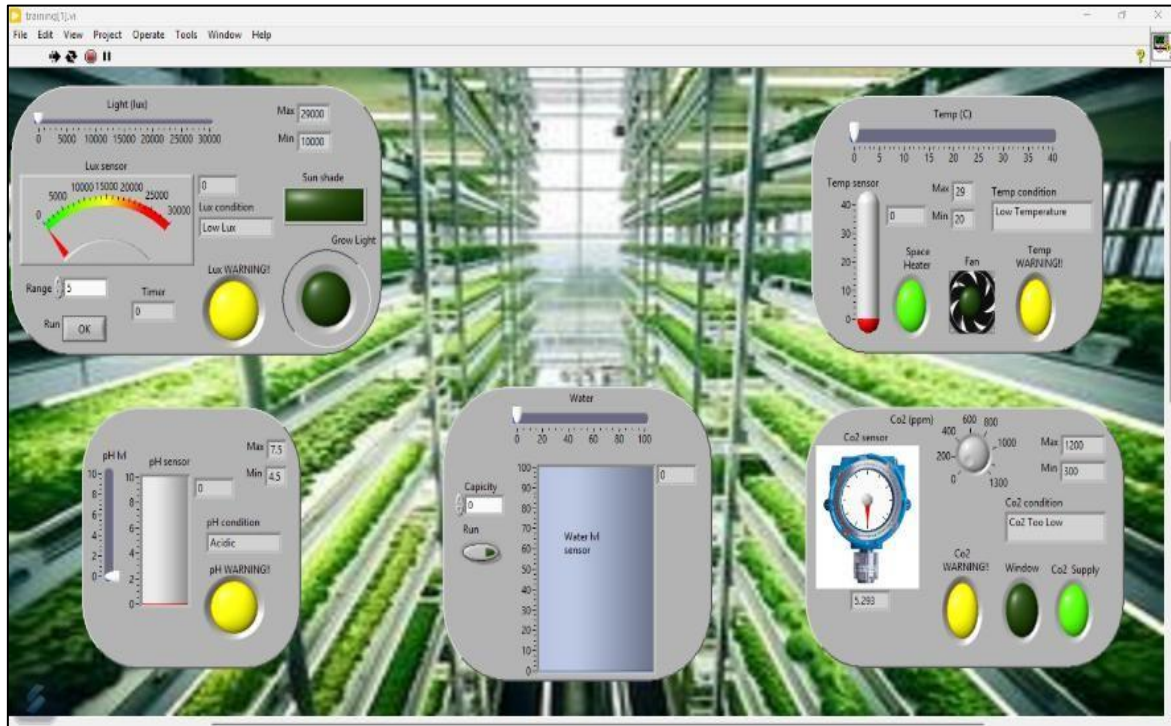 training[1].vi
File Edit View Project Operate Tools Window Help
Light (lux)
0 5000 10000 15000 20000 25000 30000
Max 29000
Min 10000
Lux sensor
0 5000 10000 15000 20000 25000 30000
0
Lux condition
Low Lux
Sun shade
Grow Light
Lux WARNING!!
Range 5
Timer
0
Run OK
Temp (C)
0 5 10 15 20 25 30 35 40
Temp sensor
40
30
20
10
0
0
Max 29
Min 20
Temp condition
Low Temperature
Space
Heater
Fan
Temp
WARNING!!
pH lvl
10
8
6
4
2
0
pH sensor
10
8
6
4
2
0
0
Max 7.5
Min 4.5
pH condition
Acidic
pH WARNING!!
Water
0 20 40 60 80 100
Capicity
0
Run
100
90
80
70
60
50
40
30
20
10
0
Water lvl
sensor
0
Co2 (ppm)
0 200 400 600 800 1000 1300
Co2 sensor
5.293
Max 1200
Min 300
Co2 condition
Co2 Too Low
Co2
WARNING!!
Window
Co2 Supply